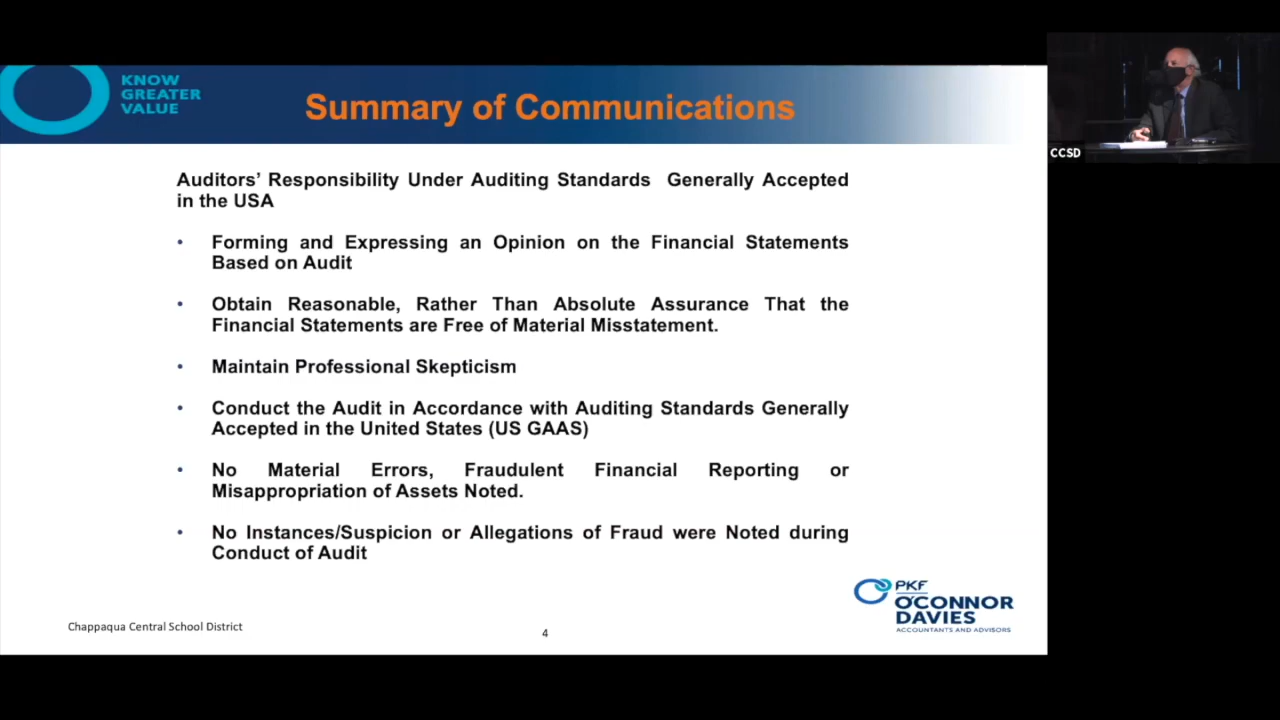 KNOW
GREATER
VALUE
Summary of Communications
CCSD
Auditors’ Responsibility Under Auditing Standards Generally Accepted
in the USA
• Forming and Expressing an Opinion on the Financial Statements
Based on Audit
• Obtain Reasonable, Rather Than Absolute Assurance That the
Financial Statements are Free of Material Misstatement.
• Maintain Professional Skepticism
• Conduct the Audit in Accordance with Auditing Standards Generally
Accepted in the United States (US GAAS)
• No Material Errors, Fraudulent Financial Reporting or
Misappropriation of Assets Noted.
• No Instances/Suspicion or Allegations of Fraud were Noted during
Conduct of Audit
PKF
O'CONNOR
DAVIES
ACCOUNTANTS AND ADVISORS
Chappaqua Central School District
4